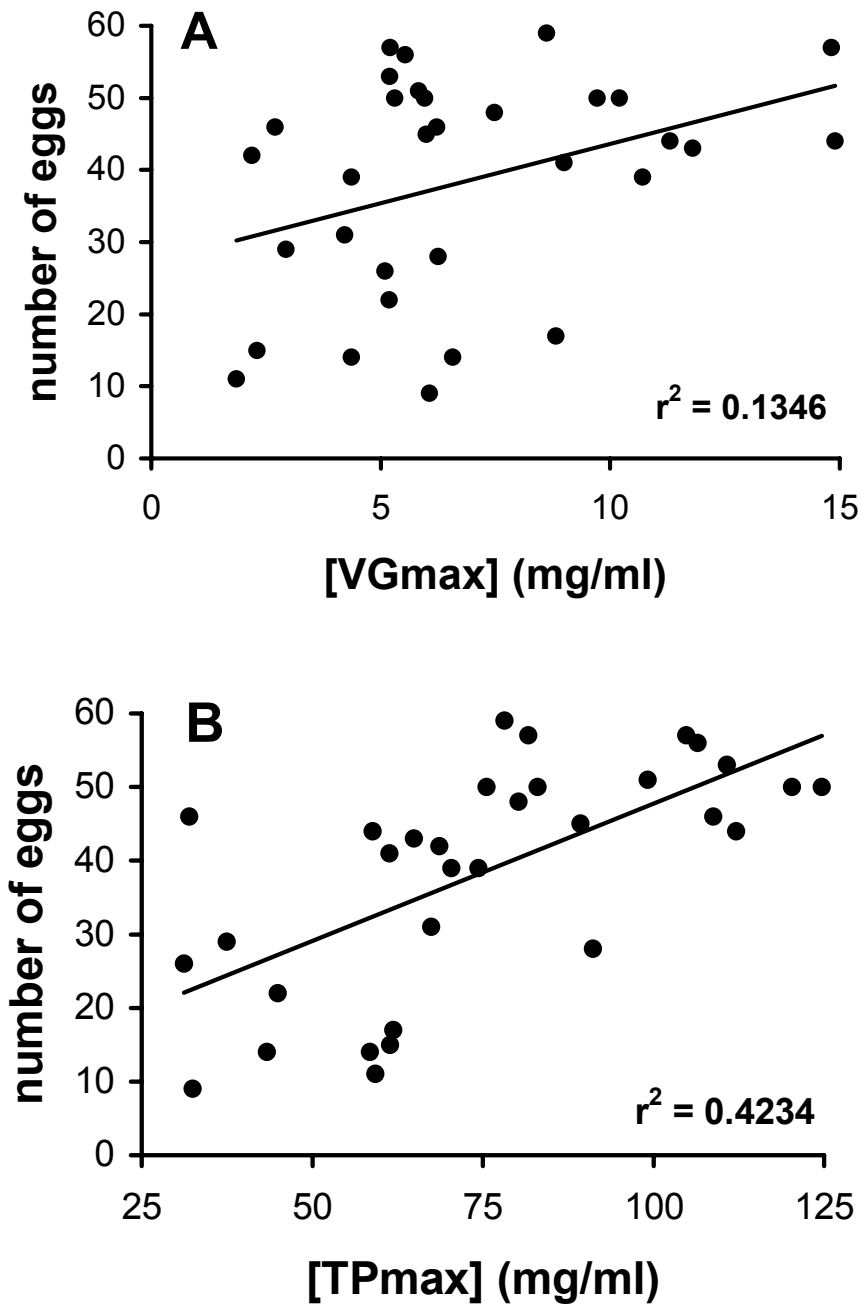 A
number of eggs
60
50
40
30
20
10
0
r² = 0.1346
0 5 10 15
[VGmax] (mg/ml)
B
number of eggs
60
50
40
30
20
10
0
r² = 0.4234
25 50 75 100 125
[TPmax] (mg/ml)